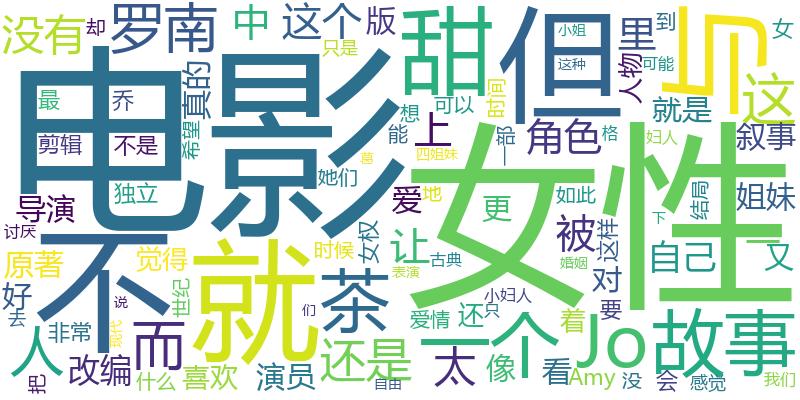 没有
却
罗南
中
这个
版
甜
但
里
小姐
到
与
女
只是
这种
可能
真的
人物
这
电影
最
乔
时间
想
可以
就是
剪辑
不是
希望
能
上
一部
角色
格
妇人
叙事
四姐妹
葛
她们
独立
爱
地
更
如此
结局
姐妹
导演
女性
讨厌
不
就
女权
让
被
这样
下
一
原著
觉得
时候
古典
表演
婚姻
自己
又
好
世纪
茶
小妇人
对
去
说
们
爱情
还
只
着
要
人
非常
现代
而
还是
一个
Jo
故事
把
改编
什么
喜欢
演员
自由
太
像
看
Amy
没
会
感觉
我们